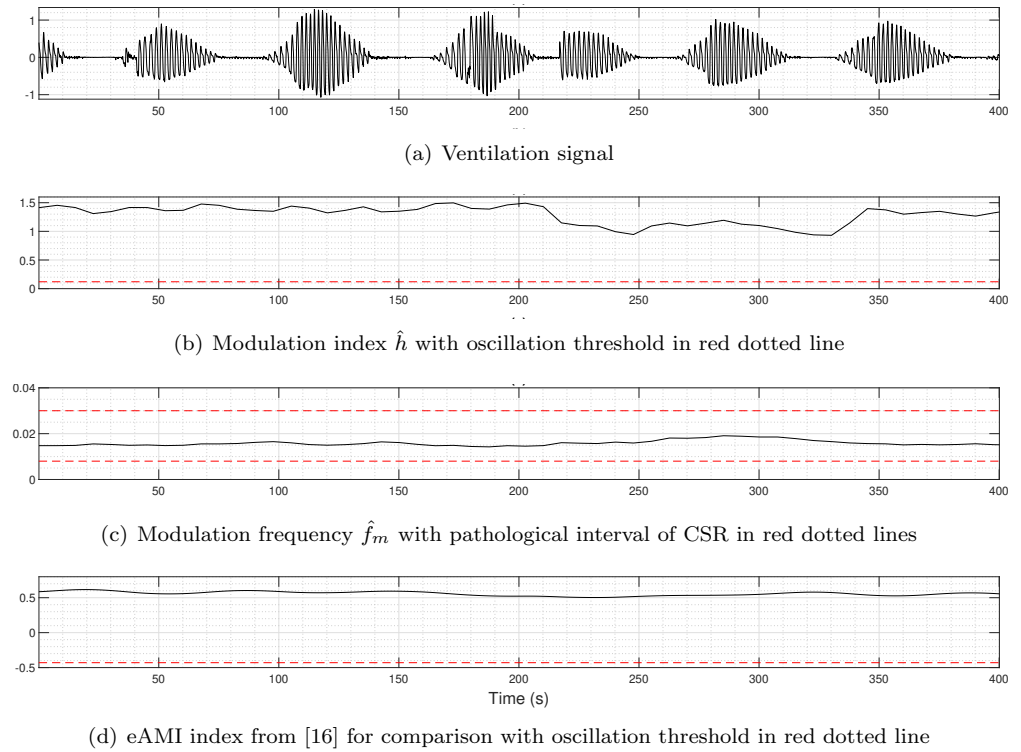 1
0
-1
50 100 150 200 250 300 350 400
(a) Ventilation signal
1.5
1
0.5
0
50 100 150 200 250 300 350 400
(b) Modulation index ĥ with oscillation threshold in red dotted line
0.04
0.02
0
50 100 150 200 250 300 350 400
(c) Modulation frequency f̂m with pathological interval of CSR in red dotted lines
0.5
0
-0.5
50 100 150 200 250 300 350 400
Time (s)
(d) eAMI index from [16] for comparison with oscillation threshold in red dotted line